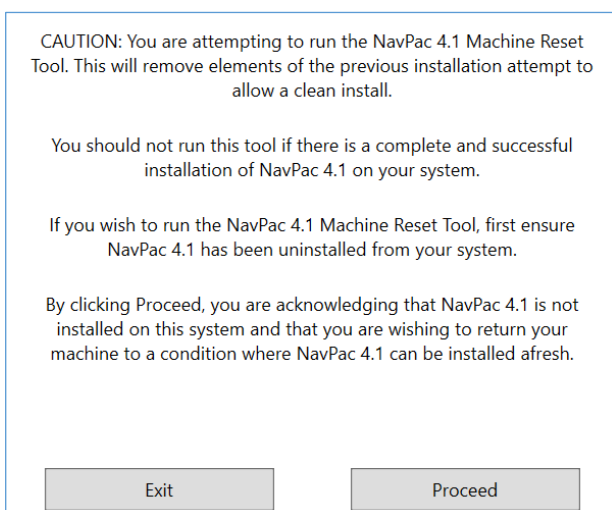 CAUTION: You are attempting to run the NavPac 4.1 Machine Reset
Tool. This will remove elements of the previous installation attempt to
allow a clean install.
You should not run this tool if there is a complete and successful
installation of NavPac 4.1 on your system.
If you wish to run the NavPac 4.1 Machine Reset Tool, first ensure
NavPac 4.1 has been uninstalled from your system.
By clicking Proceed, you are acknowledging that NavPac 4.1 is not
installed on this system and that you are wishing to return your
machine to a condition where NavPac 4.1 can be installed afresh.
Exit
Proceed